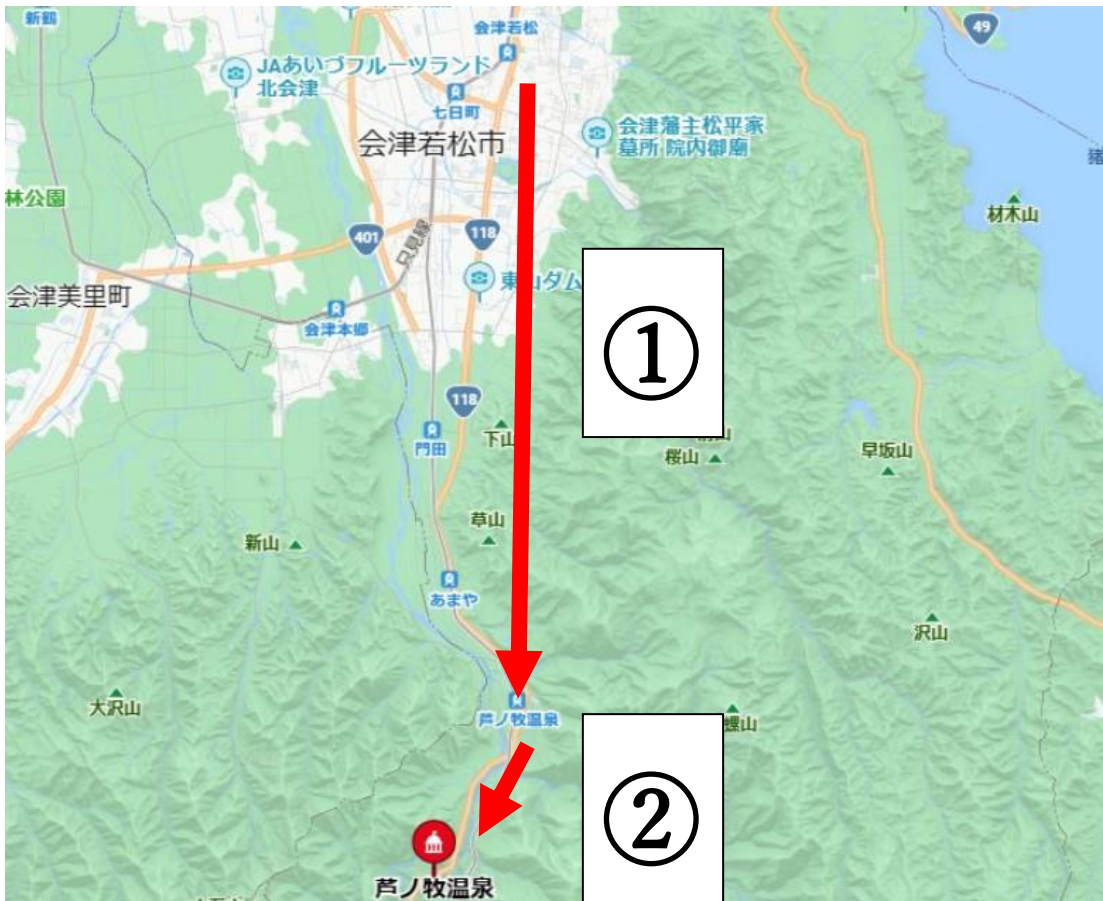 新鶴
会津若松
49
JAあいづフルーツランド
北会津
七日町
会津藩主松平家
墓所 院内御廟
会津若松市
猪
林公園
材木山
401
只見線
118
東山ダム
会津美里町
会津本郷
①
118
下山
門田
桜山
早坂山
草山
新山
あまや
沢山
大沢山
芦ノ牧温泉
②
芦ノ牧温泉